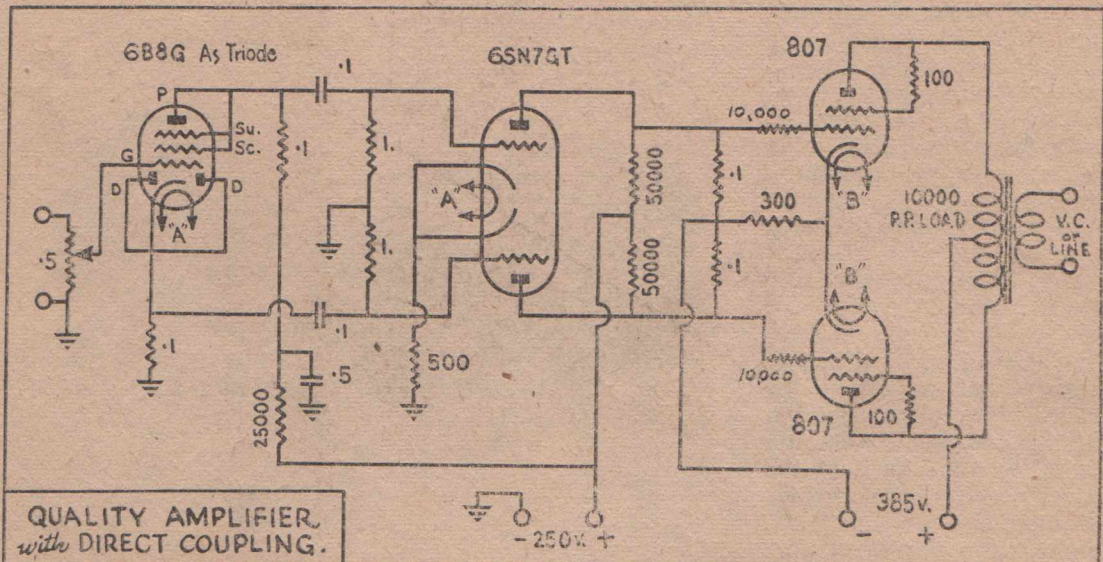 6B8G As Triode
6SN7GT
807
P
Su.
Sc.
G
D
D
"A"
.5
.1
.1
.1
.1
25000
.5
1.
1.
"A"
500
50000
50000
.1
.1
10,000
10,000
300
100
100
"B"
"B"
807
10000
P.P. LOAD
V.C.
or
LINE
- 250v. +
385v.
- +
QUALITY AMPLIFIER
with DIRECT COUPLING.